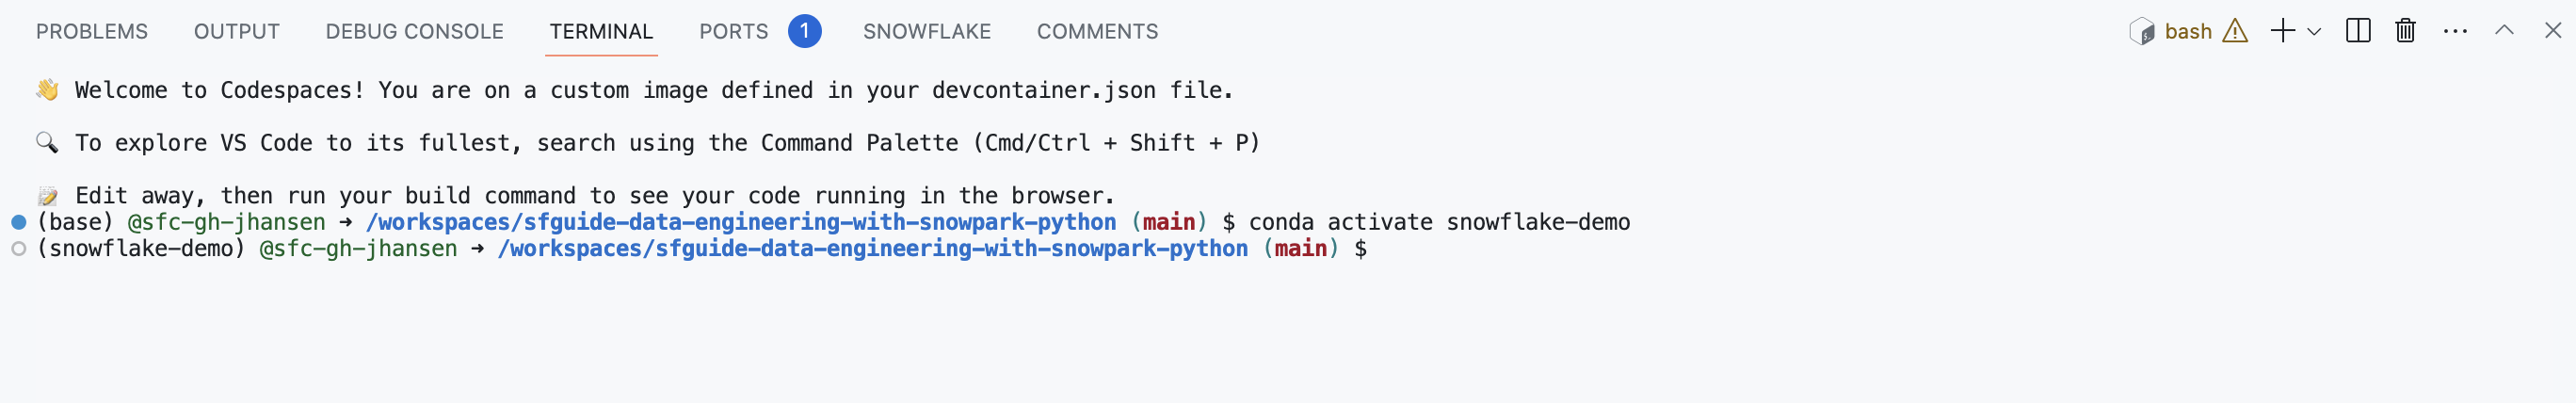 PROBLEMS OUTPUT DEBUG CONSOLE TERMINAL PORTS 1 SNOWFLAKE COMMENTS bash
👋 Welcome to Codespaces! You are on a custom image defined in your devcontainer.json file.
🔍 To explore VS Code to its fullest, search using the Command Palette (Cmd/Ctrl + Shift + P)
📝 Edit away, then run your build command to see your code running in the browser.
(base) @sfc-gh-jhansen ➜ /workspaces/sfguide-data-engineering-with-snowpark-python (main) $ conda activate snowflake-demo
(snowflake-demo) @sfc-gh-jhansen ➜ /workspaces/sfguide-data-engineering-with-snowpark-python (main) $